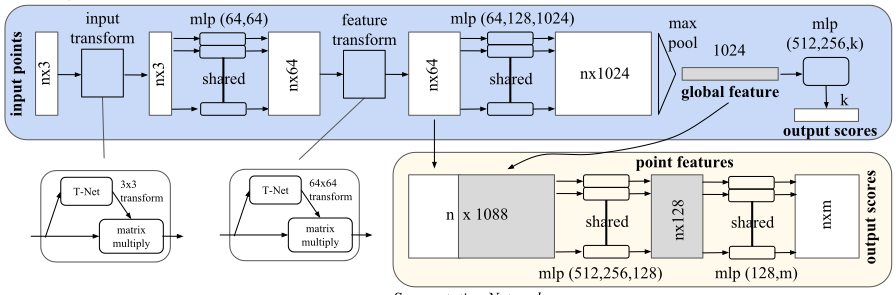 input points
nx3
input
transform
nx3
mlp (64,64)
shared
nx64
feature
transform
nx64
mlp (64,128,1024)
shared
nx1024
max
pool
1024
global feature
mlp
(512,256,k)
k
output scores
T-Net
3x3
transform
matrix
multiply
T-Net
64x64
transform
matrix
multiply
point features
n x 1088
shared
mlp (512,256,128)
nx128
shared
mlp (128,m)
nxm
output scores